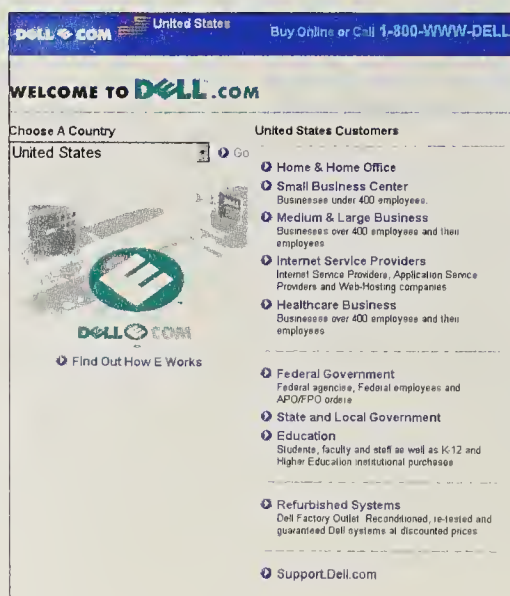 DELL COM
United States
Buy Online or Call 1-800-WWW-DELL
WELCOME TO DELL.COM
Choose A Country
United States
Go
DELL COM
Find Out How E Works
United States Customers
Home & Home Office
Small Business Center
Businesses under 400 employees.
Medium & Large Business
Businesses over 400 employees and their
employees
Internet Service Providers
Internet Service Providers, Application Service
Providers and Web-Hosting companies
Healthcare Business
Businesses over 400 employees and their
employees
Federal Government
Federal agencies, Federal employees and
APO/FPO orders
State and Local Government
Education
Students, faculty and staff as well as K-12 and
Higher Education institutional purchases
Refurbished Systems
Dell Factory Outlet Reconditioned, re-tested and
guaranteed Dell systems at discounted prices
Support.Dell.com